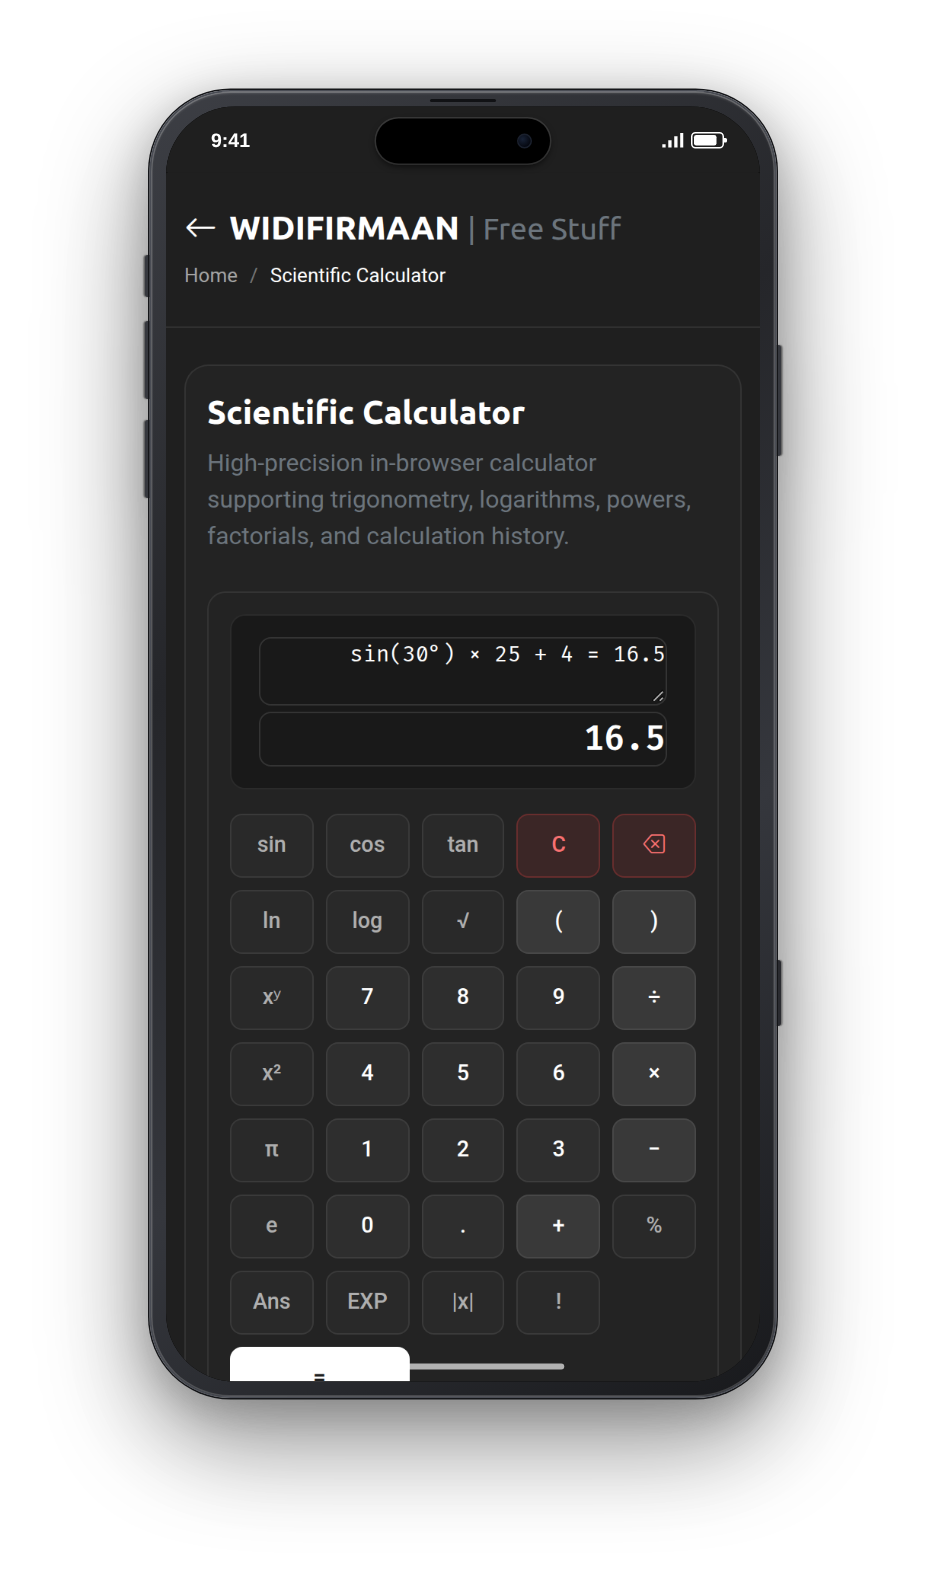 9:41
WIDIFIRMAAN | Free Stuff
Home / Scientific Calculator
Scientific Calculator
High-precision in-browser calculator
supporting trigonometry, logarithms, powers,
factorials, and calculation history.
sin(30°) × 25 + 4 = 16.5
16.5
sin cos tan C
ln log √ ( )
xʸ 7 8 9 ÷
x² 4 5 6 ×
π 1 2 3 −
e 0 . + %
Ans EXP |x| !
=